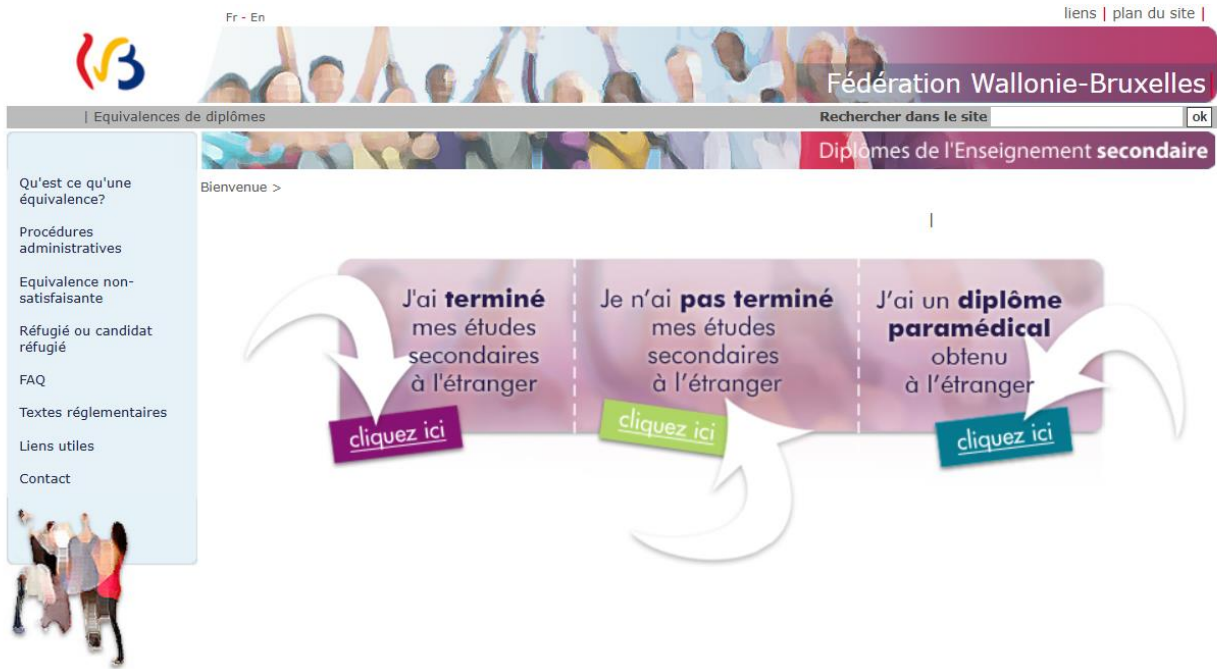 Fr - En
liens | plan du site |
Fédération Wallonie-Bruxelles
| Equivalences de diplômes
Rechercher dans le site
ok
Diplômes de l'Enseignement secondaire
Qu'est ce qu'une
équivalence?
Procédures
administratives
Equivalence non-
satisfaisante
Réfugié ou candidat
réfugié
FAQ
Textes réglementaires
Liens utiles
Contact
Bienvenue >
|
J'ai terminé
mes études
secondaires
à l'étranger
cliquez ici
Je n'ai pas terminé
mes études
secondaires
à l'étranger
cliquez ici
J'ai un diplôme
paramédical
obtenu
à l'étranger
cliquez ici